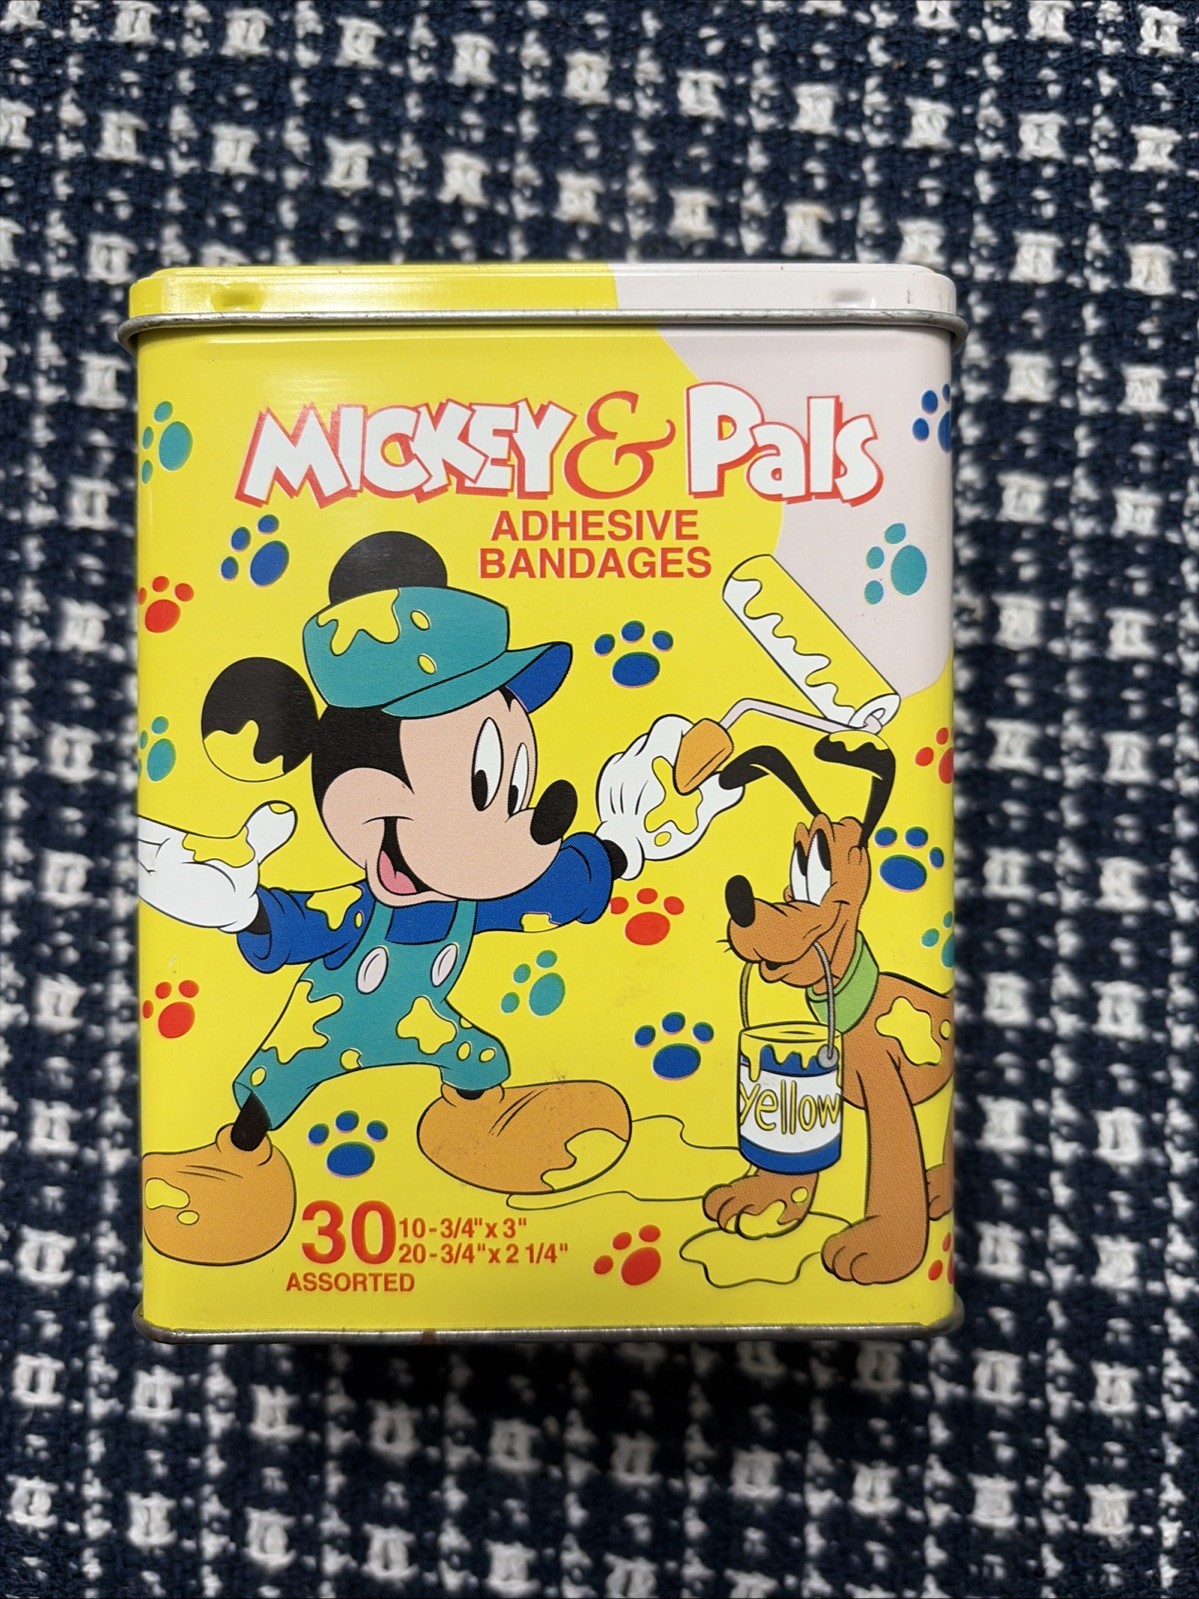 MICKEY & Pals
ADHESIVE
BANDAGES
yellow
30 10-3/4" x 3"
20-3/4" x 2 1/4"
ASSORTED